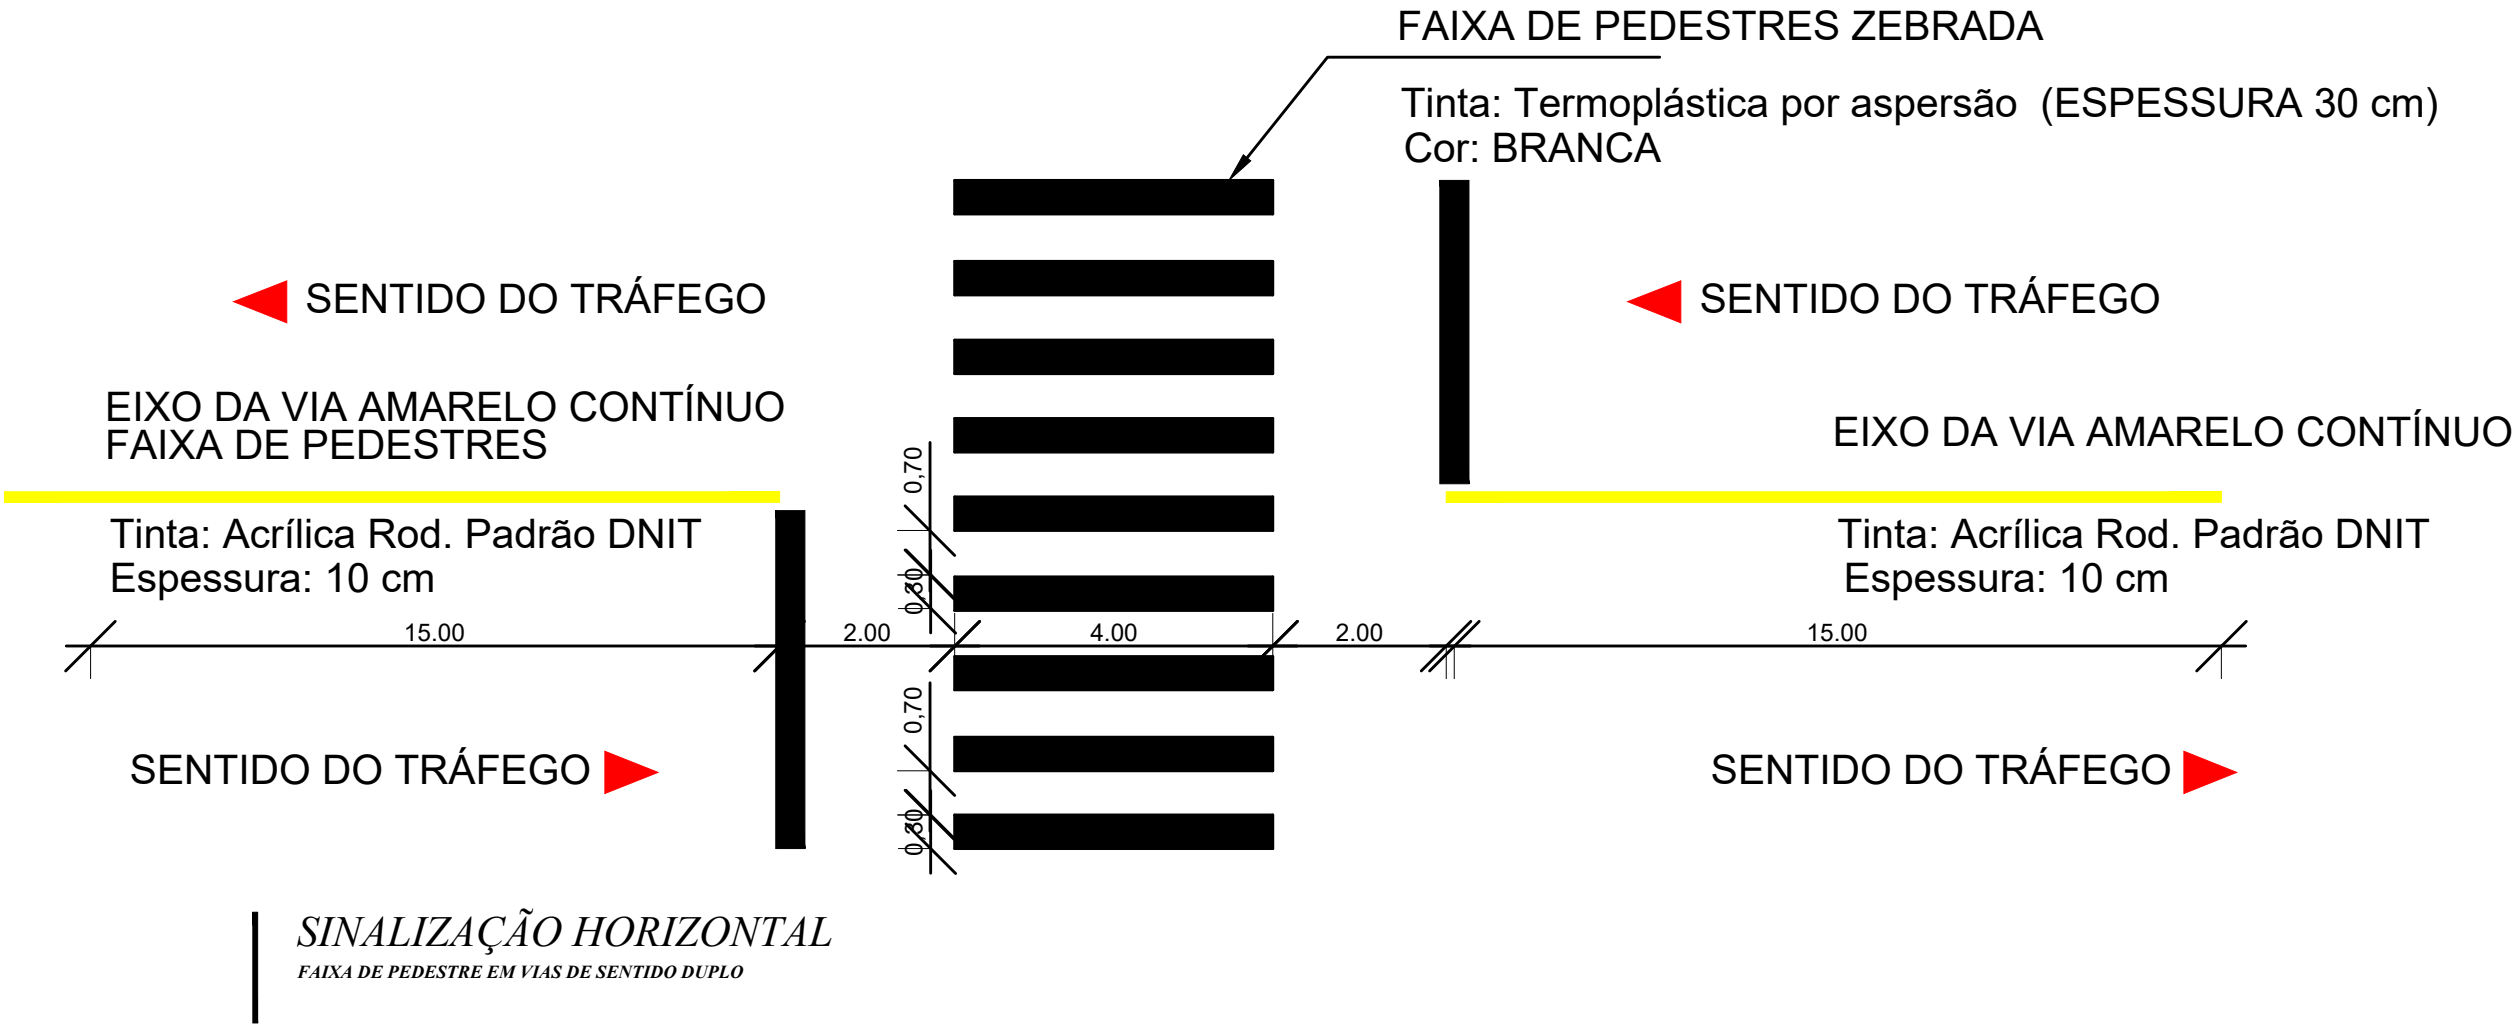 FAIXA DE PEDESTRES ZEBRADA
Tinta: Termoplástica por aspersão (ESPESSURA 30 cm)
Cor: BRANCA
SENTIDO DO TRÁFEGO
SENTIDO DO TRÁFEGO
EIXO DA VIA AMARELO CONTÍNUO
FAIXA DE PEDESTRES
EIXO DA VIA AMARELO CONTÍNUO
0,70
Tinta: Acrílica Rod. Padrão DNIT
Espessura: 10 cm
Tinta: Acrílica Rod. Padrão DNIT
Espessura: 10 cm
0,30
15.00
2.00
4.00
2.00
15.00
0,70
SENTIDO DO TRÁFEGO
SENTIDO DO TRÁFEGO
0,30
SINALIZAÇÃO HORIZONTAL
FAIXA DE PEDESTRE EM VIAS DE SENTIDO DUPLO